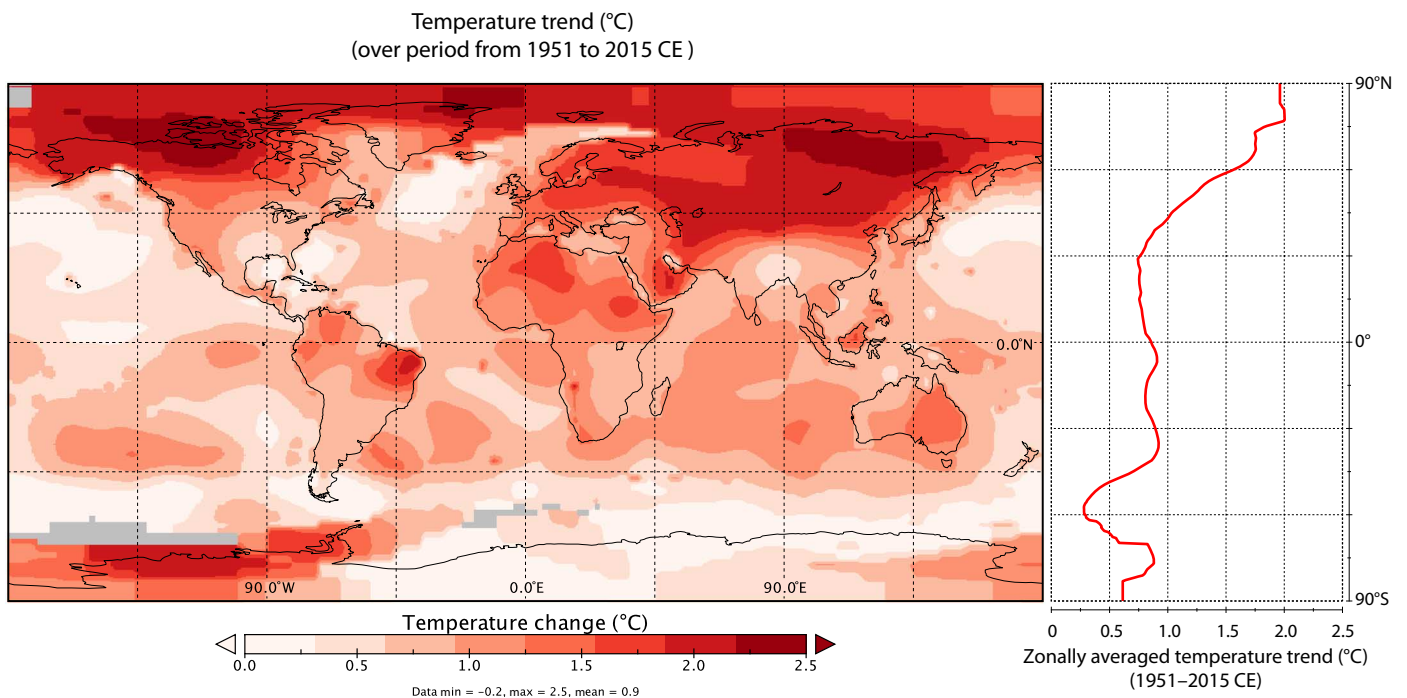 Temperature trend (°C)
(over period from 1951 to 2015 CE )
90°N
0.0°N
0°
90.0°W
0.0°E
90.0°E
90°S
Temperature change (°C)
0.0 0.5 1.0 1.5 2.0 2.5
Data min = −0.2, max = 2.5, mean = 0.9
0 0.5 1.0 1.5 2.0 2.5
Zonally averaged temperature trend (°C)
(1951–2015 CE)